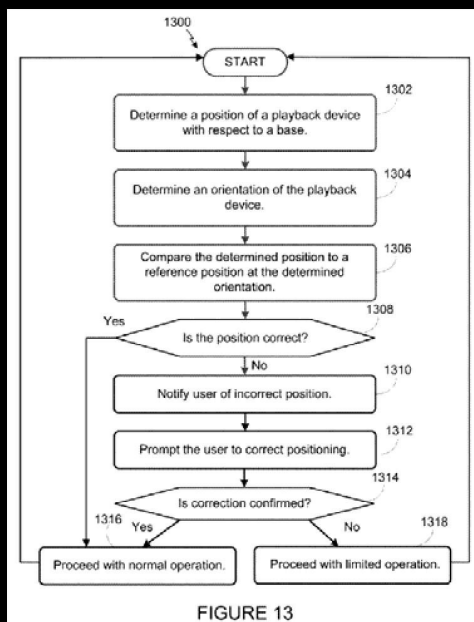 1300
START
1302
Determine a position of a playback device
with respect to a base.
1304
Determine an orientation of the playback
device.
1306
Compare the determined position to a
reference position at the determined
orientation.
1308
Yes
Is the position correct?
No
1310
Notify user of incorrect position.
1312
Prompt the user to correct positioning.
1314
Is correction confirmed?
1316
Yes
No
1318
Proceed with normal operation.
Proceed with limited operation.
FIGURE 13